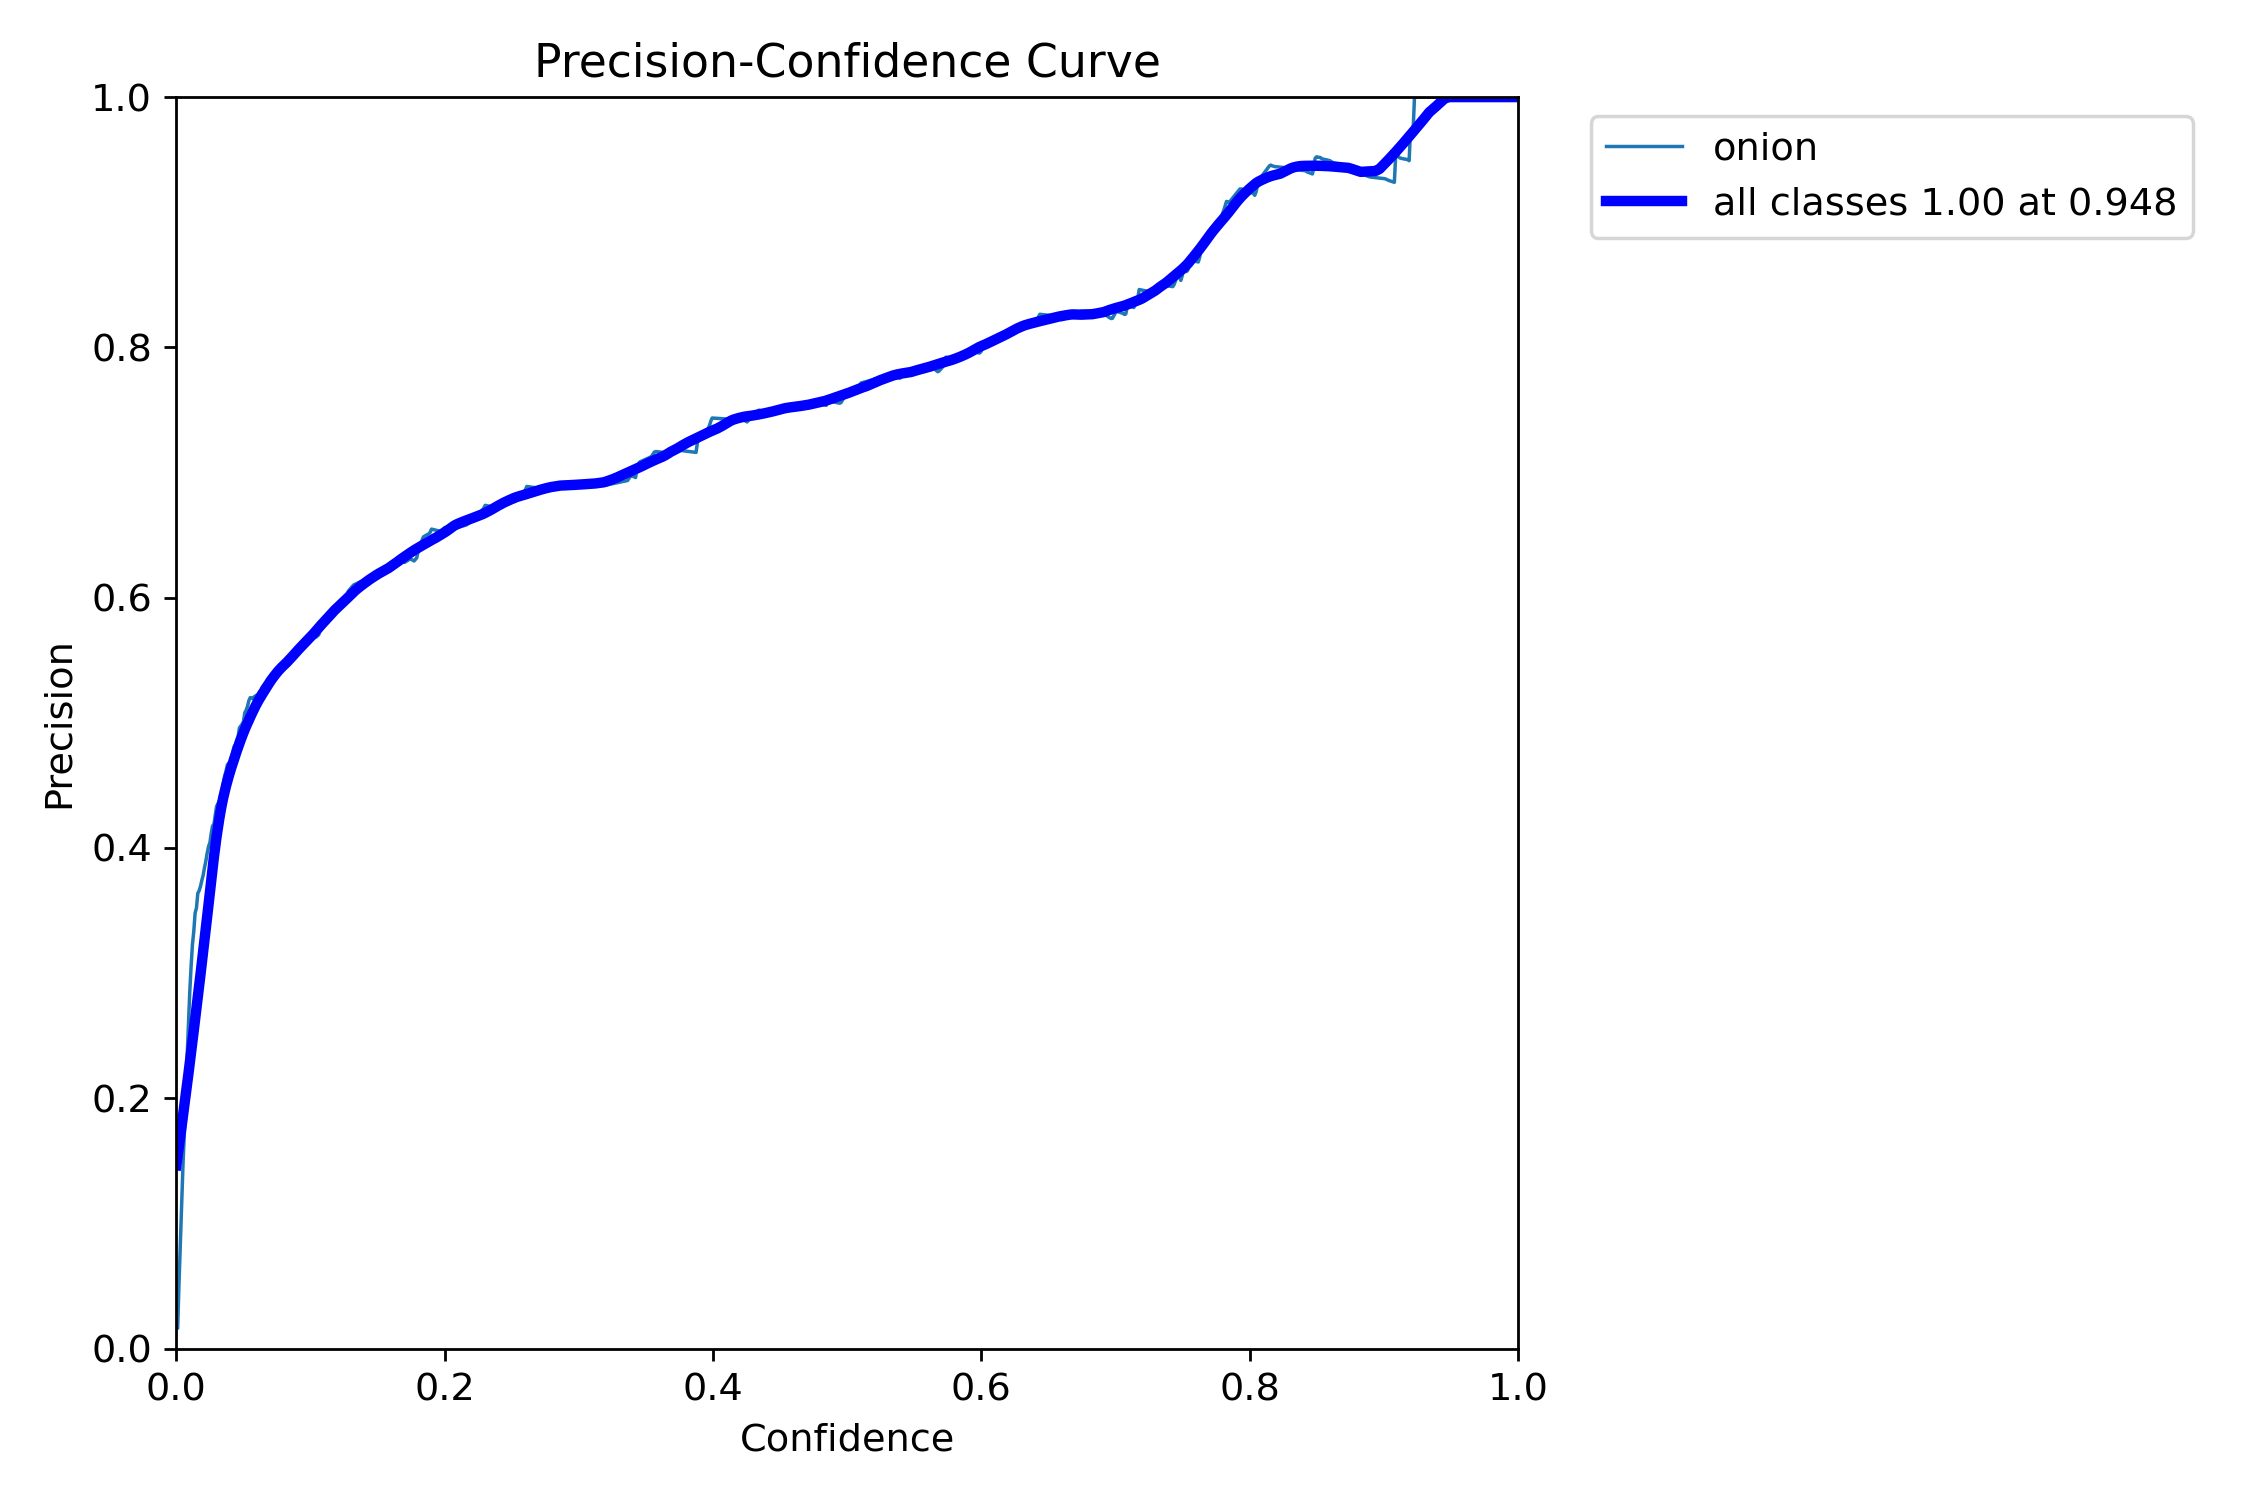 Precision-Confidence Curve
1.0
0.8
0.6
0.4
0.2
0.0
Precision
0.0 0.2 0.4 0.6 0.8 1.0
Confidence
onion
all classes 1.00 at 0.948